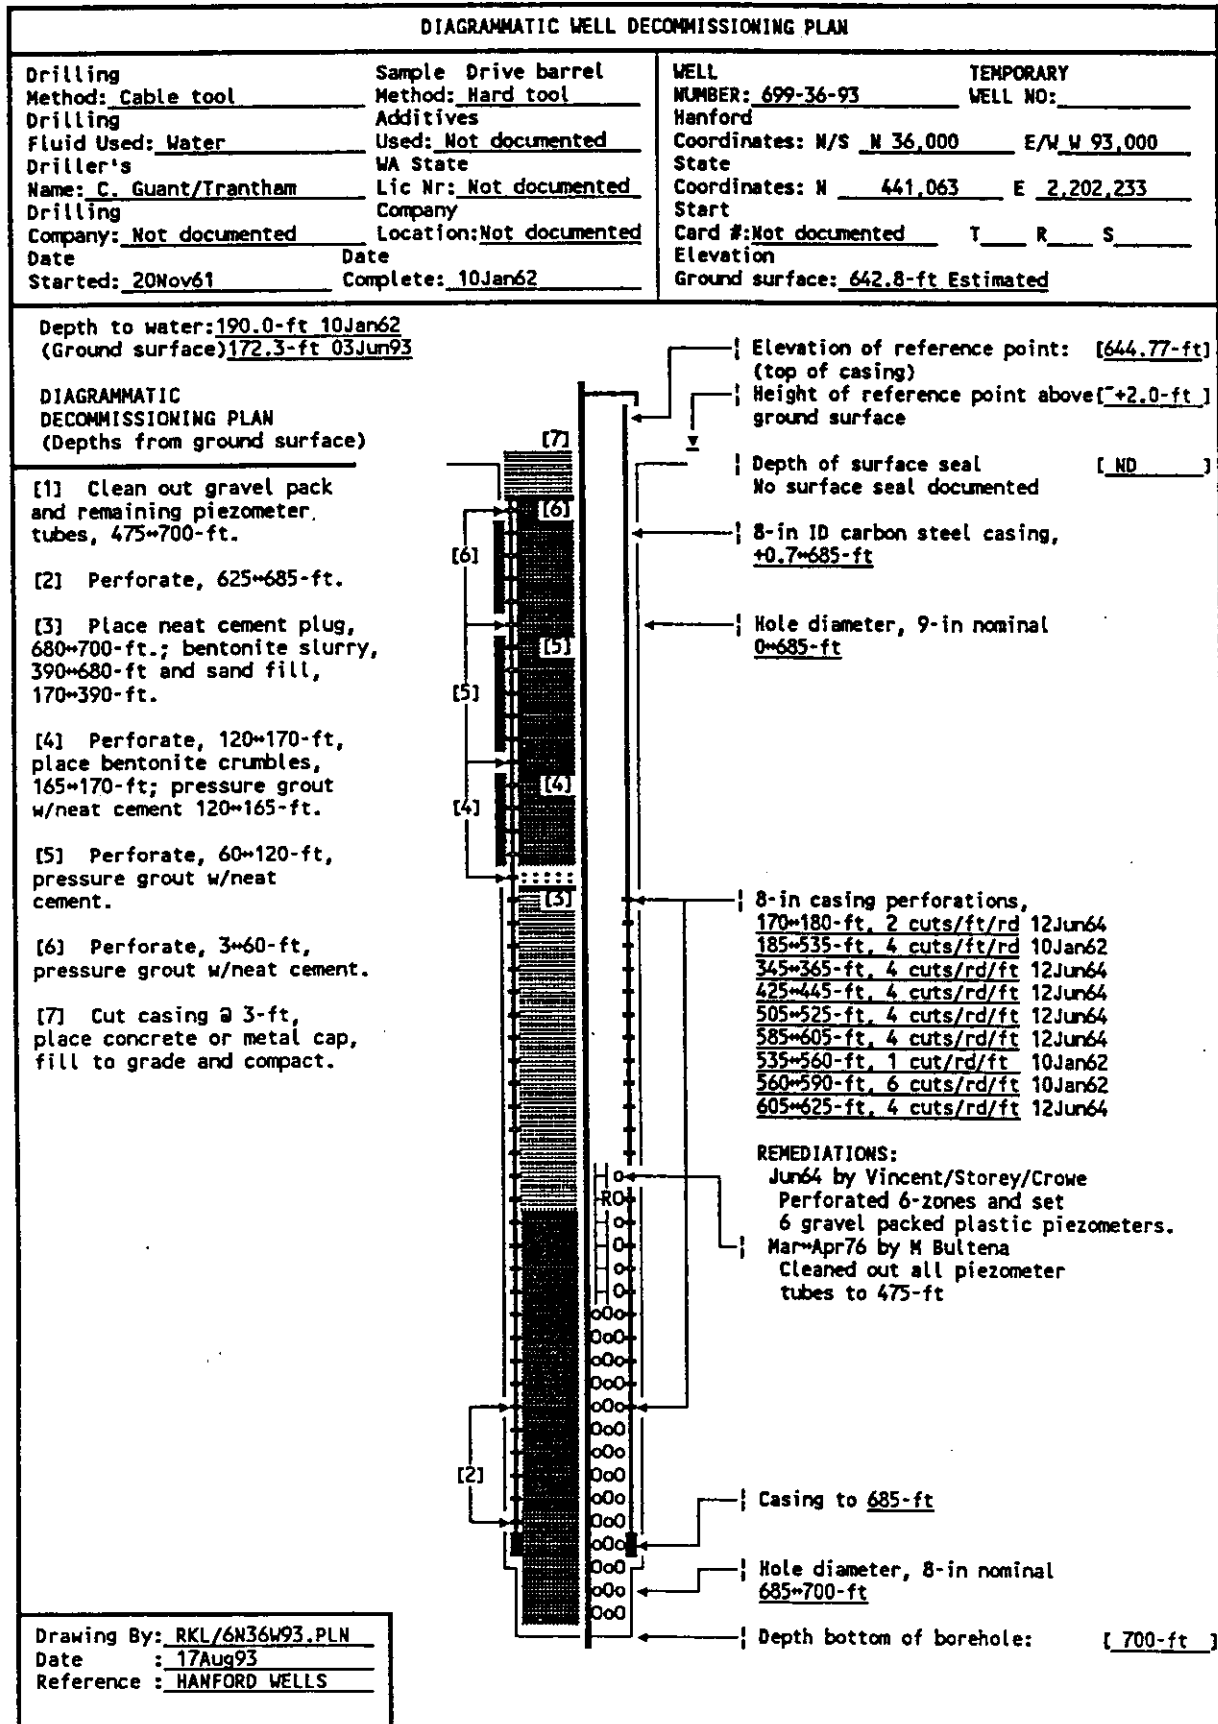 DIAGRAMMATIC WELL DECOMMISSIONING PLAN
Drilling Sample Drive barrel
Method: Cable tool Method: Hard tool
Drilling Additives
Fluid Used: Water Used: Not documented
Driller's WA State
Name: C. Guant/Trantham Lic Nr: Not documented
Drilling Company
Company: Not documented Location: Not documented
Date Date
Started: 20Nov61 Complete: 10Jan62
WELL TEMPORARY
NUMBER: 699-36-93 WELL NO:
Hanford
Coordinates: N/S N 36,000 E/W W 93,000
State
Coordinates: N 441,063 E 2,202,233
Start
Card #: Not documented T R S
Elevation
Ground surface: 642.8-ft Estimated
Depth to water: 190.0-ft 10Jan62
(Ground surface) 172.3-ft 03Jun93
DIAGRAMMATIC
DECOMMISSIONING PLAN
(Depths from ground surface)
[1] Clean out gravel pack
and remaining piezometer
tubes, 475↔700-ft.
[2] Perforate, 625↔685-ft.
[3] Place neat cement plug,
680↔700-ft.; bentonite slurry,
390↔680-ft and sand fill,
170↔390-ft.
[4] Perforate, 120↔170-ft,
place bentonite crumbles,
165↔170-ft; pressure grout
w/neat cement 120↔165-ft.
[5] Perforate, 60↔120-ft,
pressure grout w/neat
cement.
[6] Perforate, 3↔60-ft,
pressure grout w/neat cement.
[7] Cut casing @ 3-ft,
place concrete or metal cap,
fill to grade and compact.
[7]
[6]
[6]
[5]
[5]
[4]
[4]
[3]
[2]
Elevation of reference point: [644.77-ft]
(top of casing)
Height of reference point above [~+2.0-ft ]
ground surface
Depth of surface seal [ ND ]
No surface seal documented
8-in ID carbon steel casing,
+0.7↔685-ft
Hole diameter, 9-in nominal
0↔685-ft
8-in casing perforations,
170↔180-ft, 2 cuts/ft/rd 12Jun64
185↔535-ft, 4 cuts/ft/rd 10Jan62
345↔365-ft, 4 cuts/rd/ft 12Jun64
425↔445-ft, 4 cuts/rd/ft 12Jun64
505↔525-ft, 4 cuts/rd/ft 12Jun64
585↔605-ft, 4 cuts/rd/ft 12Jun64
535↔560-ft, 1 cut/rd/ft 10Jan62
560↔590-ft, 6 cuts/rd/ft 10Jan62
605↔625-ft, 4 cuts/rd/ft 12Jun64
REMEDIATIONS:
Jun64 by Vincent/Storey/Crowe
Perforated 6-zones and set
6 gravel packed plastic piezometers.
Mar↔Apr76 by M Bultena
Cleaned out all piezometer
tubes to 475-ft
Casing to 685-ft
Hole diameter, 8-in nominal
685↔700-ft
Depth bottom of borehole: [ 700-ft ]
Drawing By: RKL/6N36W93.PLN
Date : 17Aug93
Reference : HANFORD WELLS